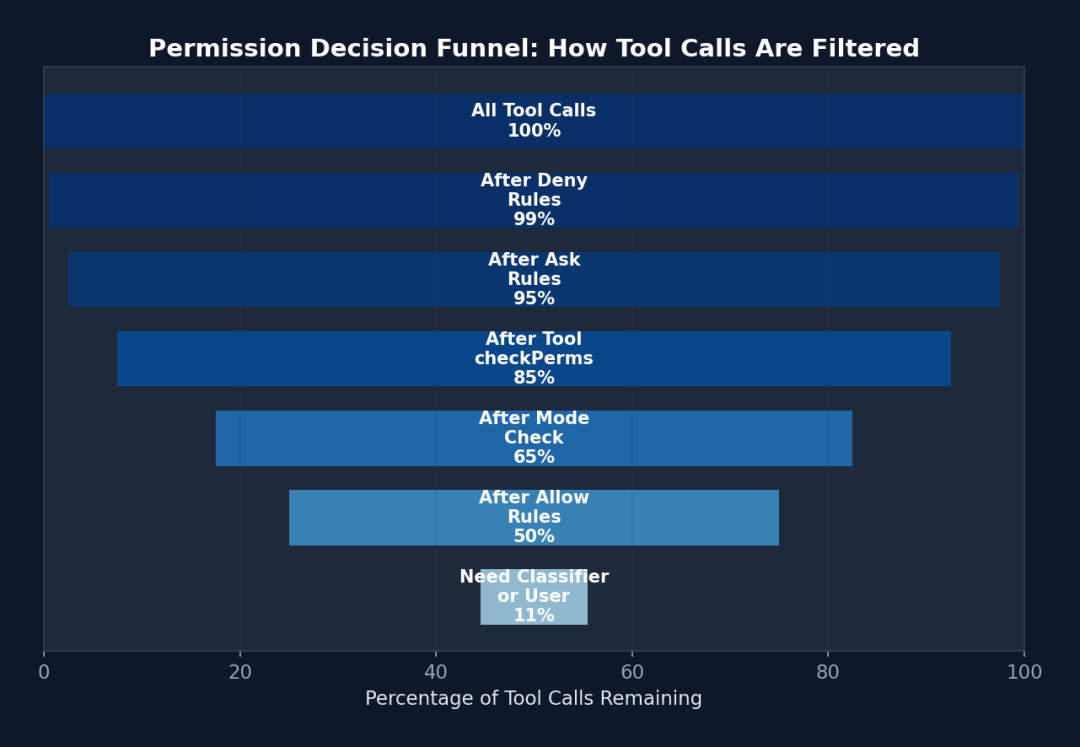 Permission Decision Funnel: How Tool Calls Are Filtered
All Tool Calls
100%
After Deny
Rules
99%
After Ask
Rules
95%
After Tool
checkPerms
85%
After Mode
Check
65%
After Allow
Rules
50%
Need Classifier
or User
11%
0 20 40 60 80 100
Percentage of Tool Calls Remaining